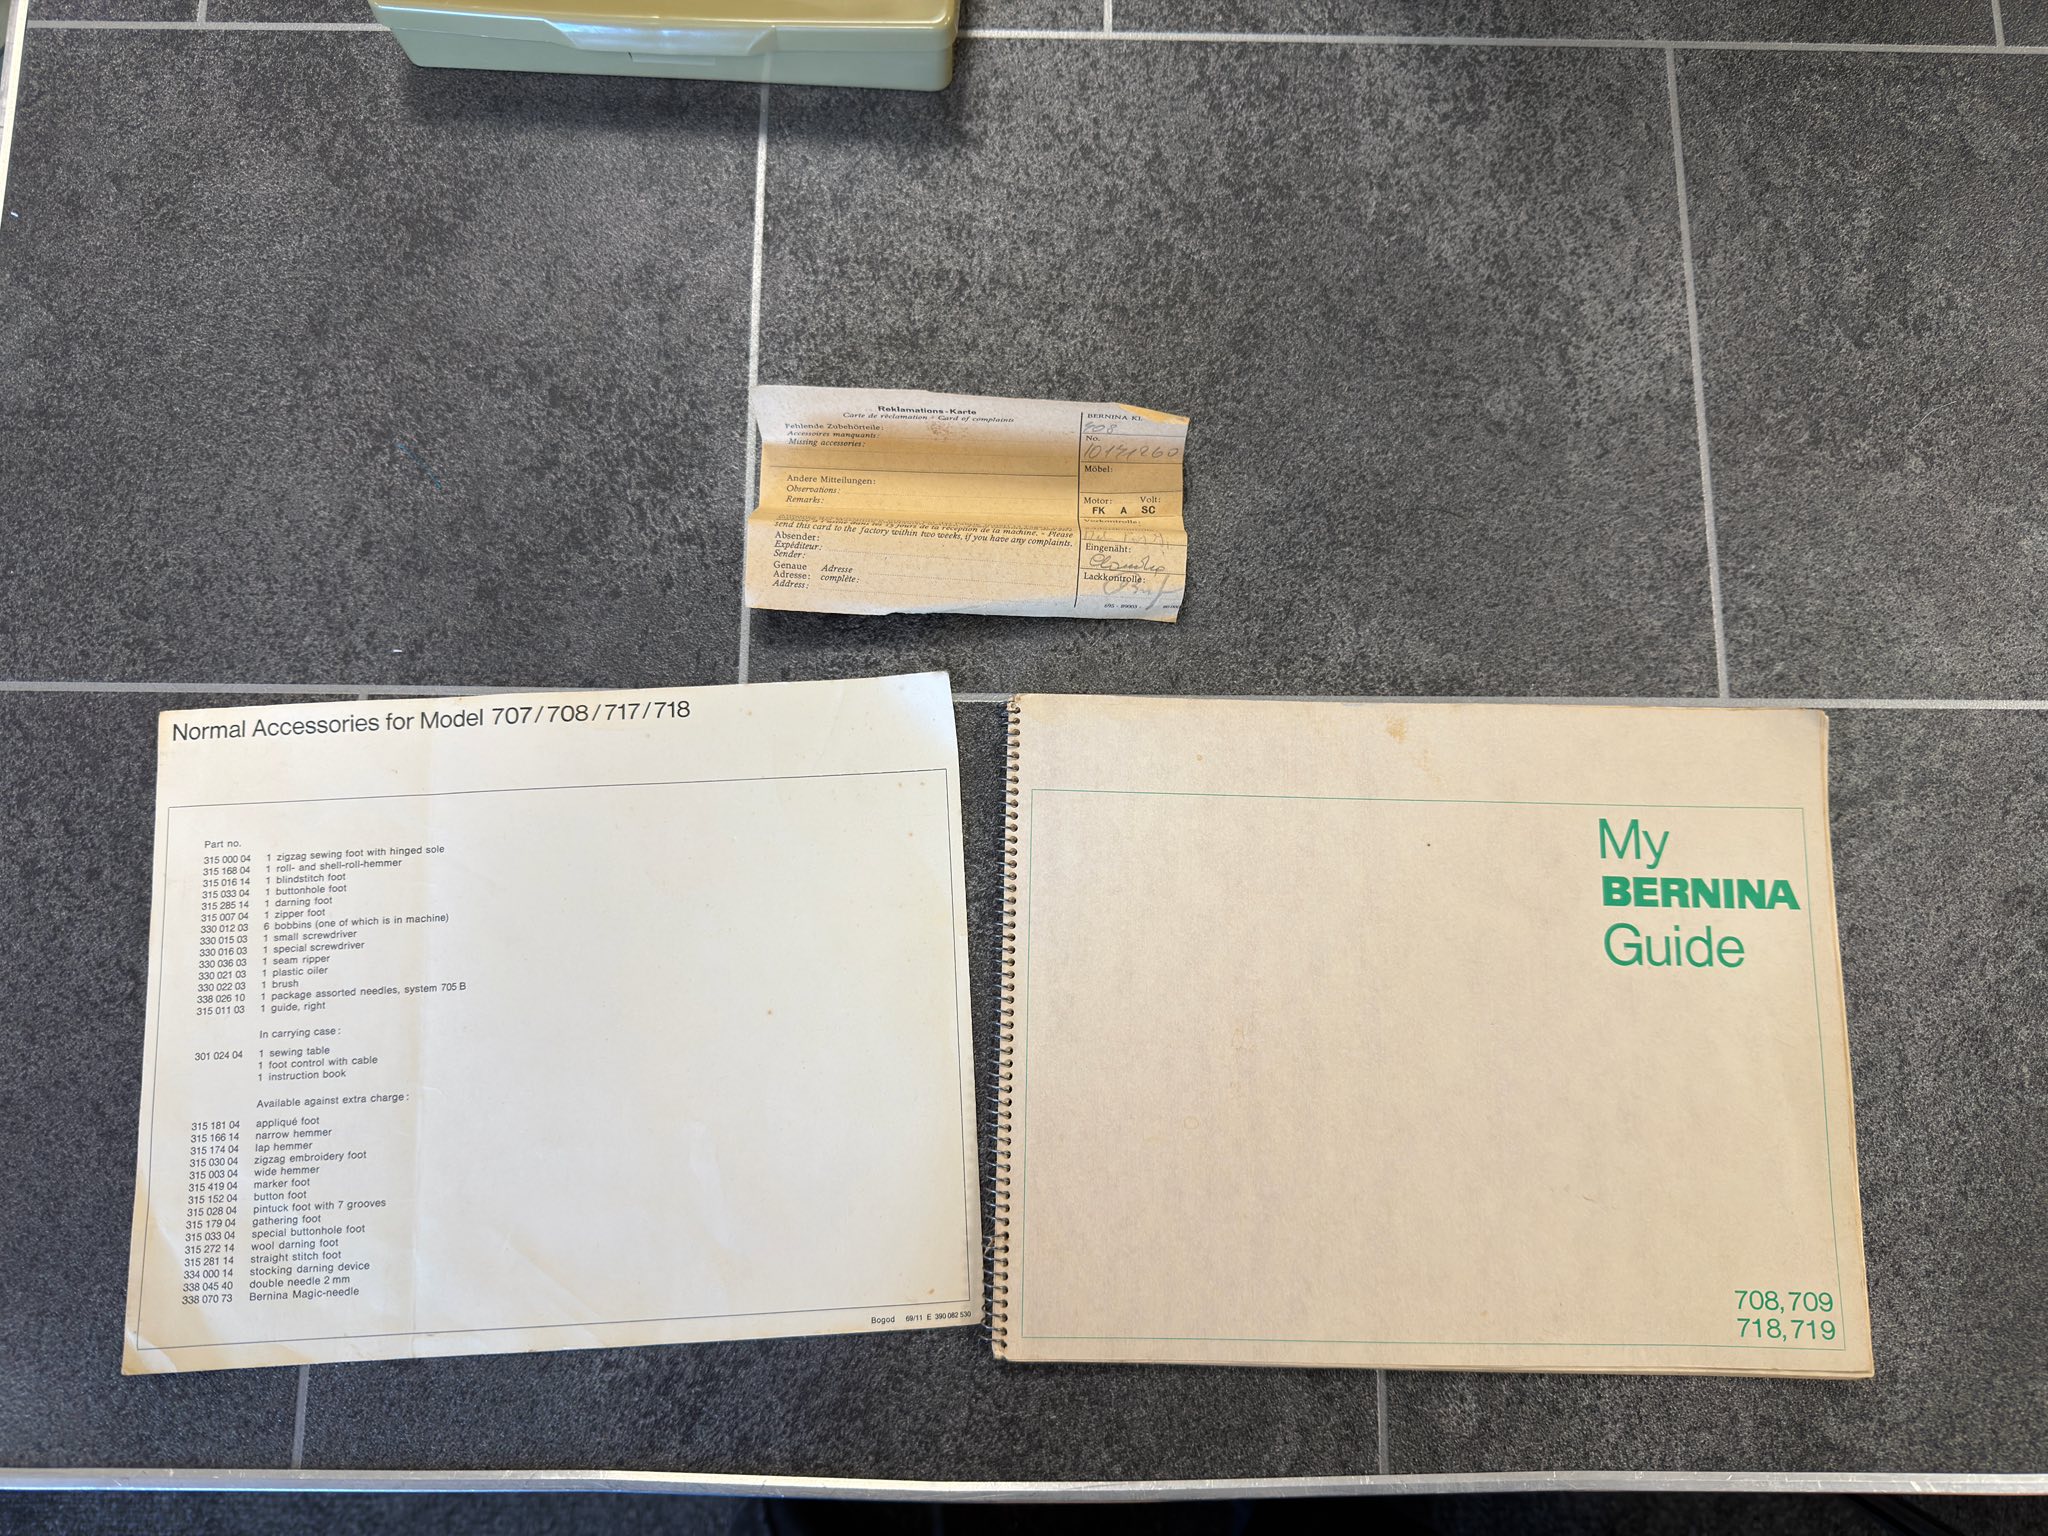 Reklamations-Karte
Carte de réclamation - Card of complaints
Fehlende Zubehörteile:
Accessoires manquants:
Missing accessories:
Andere Mitteilungen:
Observations:
Remarks:
jours de la réception de la machine. - Please
send this card to the factory within two weeks, if you have any complaints.
Absender:
Expéditeur:
Sender:
Genaue Adresse
Adresse: complète:
Address:
BERNINA KL.
708
No.
Möbel:
Motor: Volt:
FK A SC
Vorkontrolle:
Eingenäht:
Lackkontrolle:
Normal Accessories for Model 707/708/717/718
Part no.
315 000 04 1 zigzag sewing foot with hinged sole
315 168 04 1 roll- and shell-roll-hemmer
315 016 14 1 blindstitch foot
315 033 04 1 buttonhole foot
315 285 14 1 darning foot
315 007 04 1 zipper foot
330 012 03 6 bobbins (one of which is in machine)
330 015 03 1 small screwdriver
330 016 03 1 special screwdriver
330 036 03 1 seam ripper
330 021 03 1 plastic oiler
330 022 03 1 brush
338 026 10 1 package assorted needles, system 705 B
315 011 03 1 guide, right
In carrying case:
301 024 04 1 sewing table
1 foot control with cable
1 instruction book
Available against extra charge:
315 181 04 appliqué foot
315 166 14 narrow hemmer
315 174 04 lap hemmer
315 030 04 zigzag embroidery foot
315 003 04 wide hemmer
315 419 04 marker foot
315 152 04 button foot
315 028 04 pintuck foot with 7 grooves
315 179 04 gathering foot
315 033 04 special buttonhole foot
315 272 14 wool darning foot
315 281 14 straight stitch foot
334 000 14 stocking darning device
338 045 40 double needle 2 mm
338 070 73 Bernina Magic-needle
Bogod 69/11 E 390 082 530
My
BERNINA
Guide
708, 709
718, 719